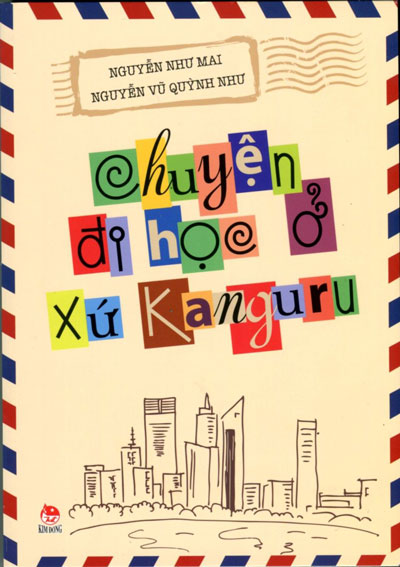 NGUYỄN NHƯ MAI
NGUYỄN VŨ QUỲNH NHƯ
Chuyện
đi học ở
Xứ Kanguru
KIM ĐỒNG